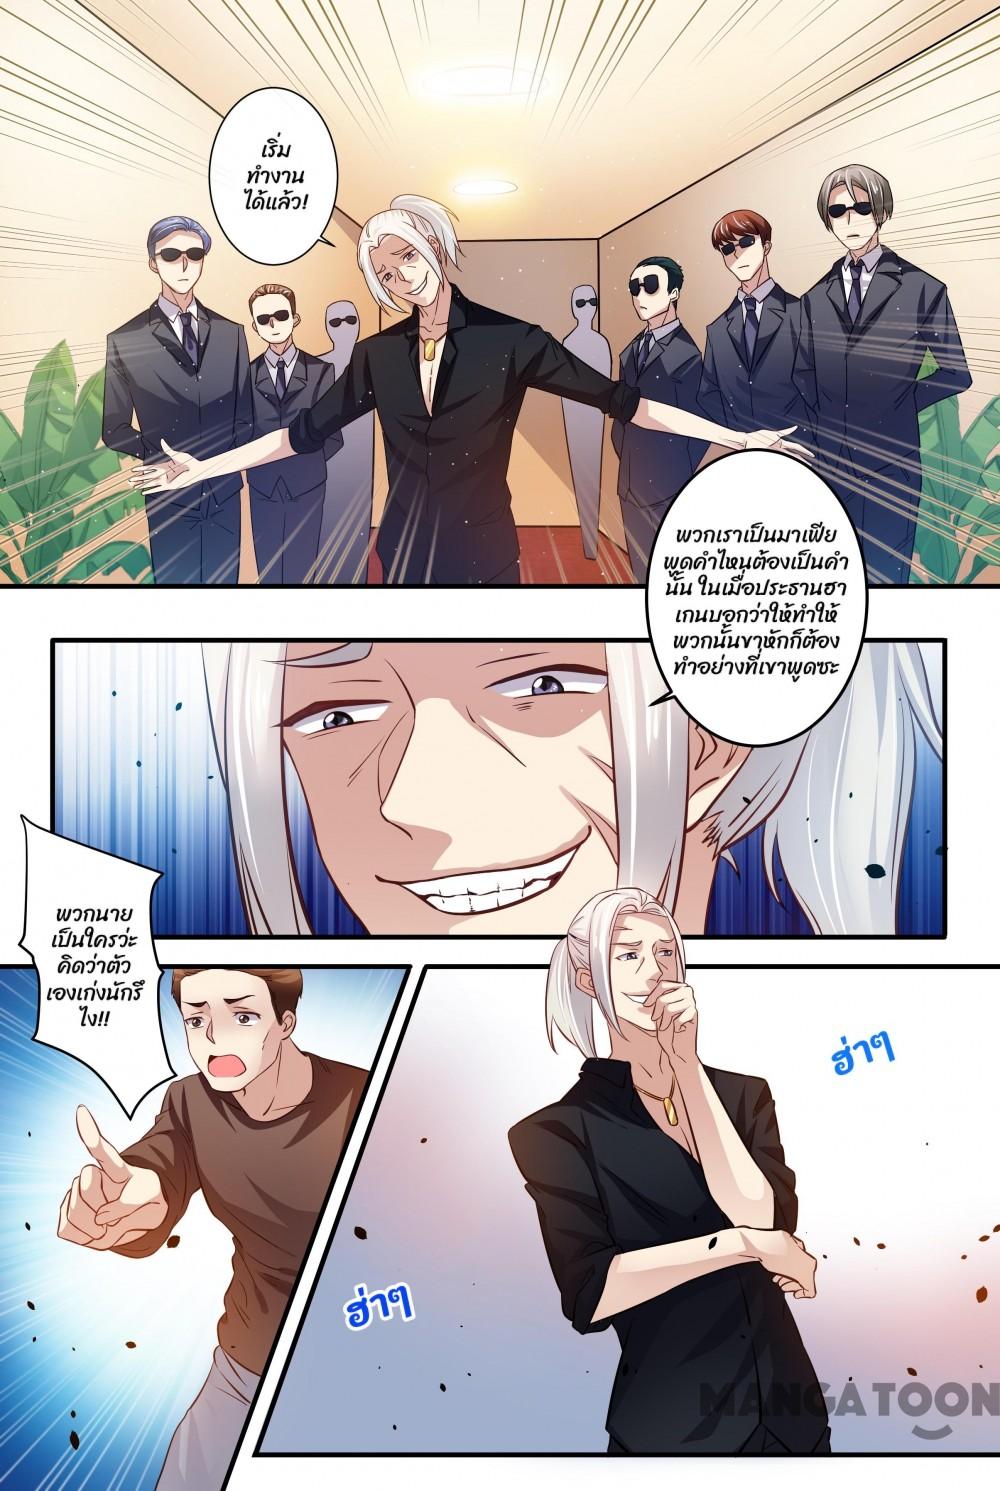 เริ่ม
ทำงาน
ได้แล้ว!
พวกเราเป็นมาเฟีย
พูดคำไหนต้องเป็นคำ
นั้น ในเมื่อประธานฮา
เกนบอกว่าให้ทำให้
พวกนั้นขาหักก็ต้อง
ทำอย่างที่เขาพูดซะ
พวกนาย
เป็นใครว่ะ
คิดว่าตัว
เองเก่งนักรึ
ไง!!
ฮ่าๆ
ฮ่าๆ
MANGATOON